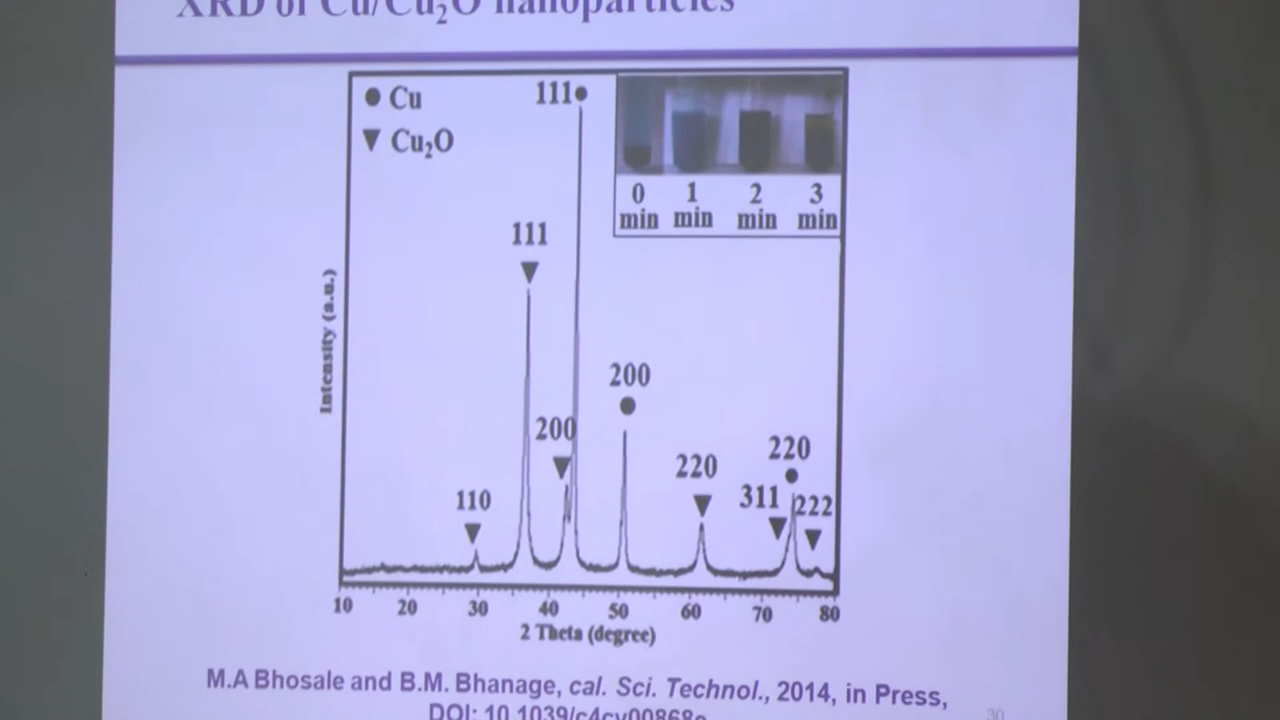 XRD of Cu/Cu₂O nanoparticles
● Cu
▼ Cu₂O
111●
0 min
1 min
2 min
3 min
111
▼
200
●
200
▼
220
▼
220
●
110
▼
311
▼
222
▼
Intensity (a.u.)
10 20 30 40 50 60 70 80
2 Theta (degree)
M.A Bhosale and B.M. Bhanage, cal. Sci. Technol., 2014, in Press,
DOI: 10.1039/c4cy00868e
30